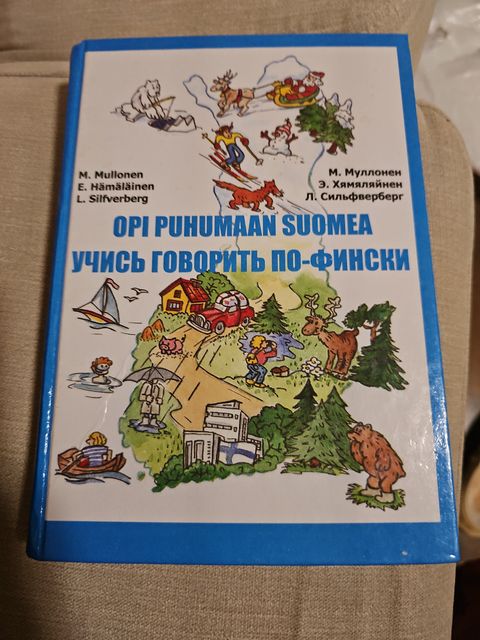 M. Mullonen
E. Hämäläinen
L. Silfverberg
М. Муллонен
Э. Хямяляйнен
Л. Сильфверберг
OPI PUHUMAAN SUOMEA
УЧИСЬ ГОВОРИТЬ ПО-ФИНСКИ